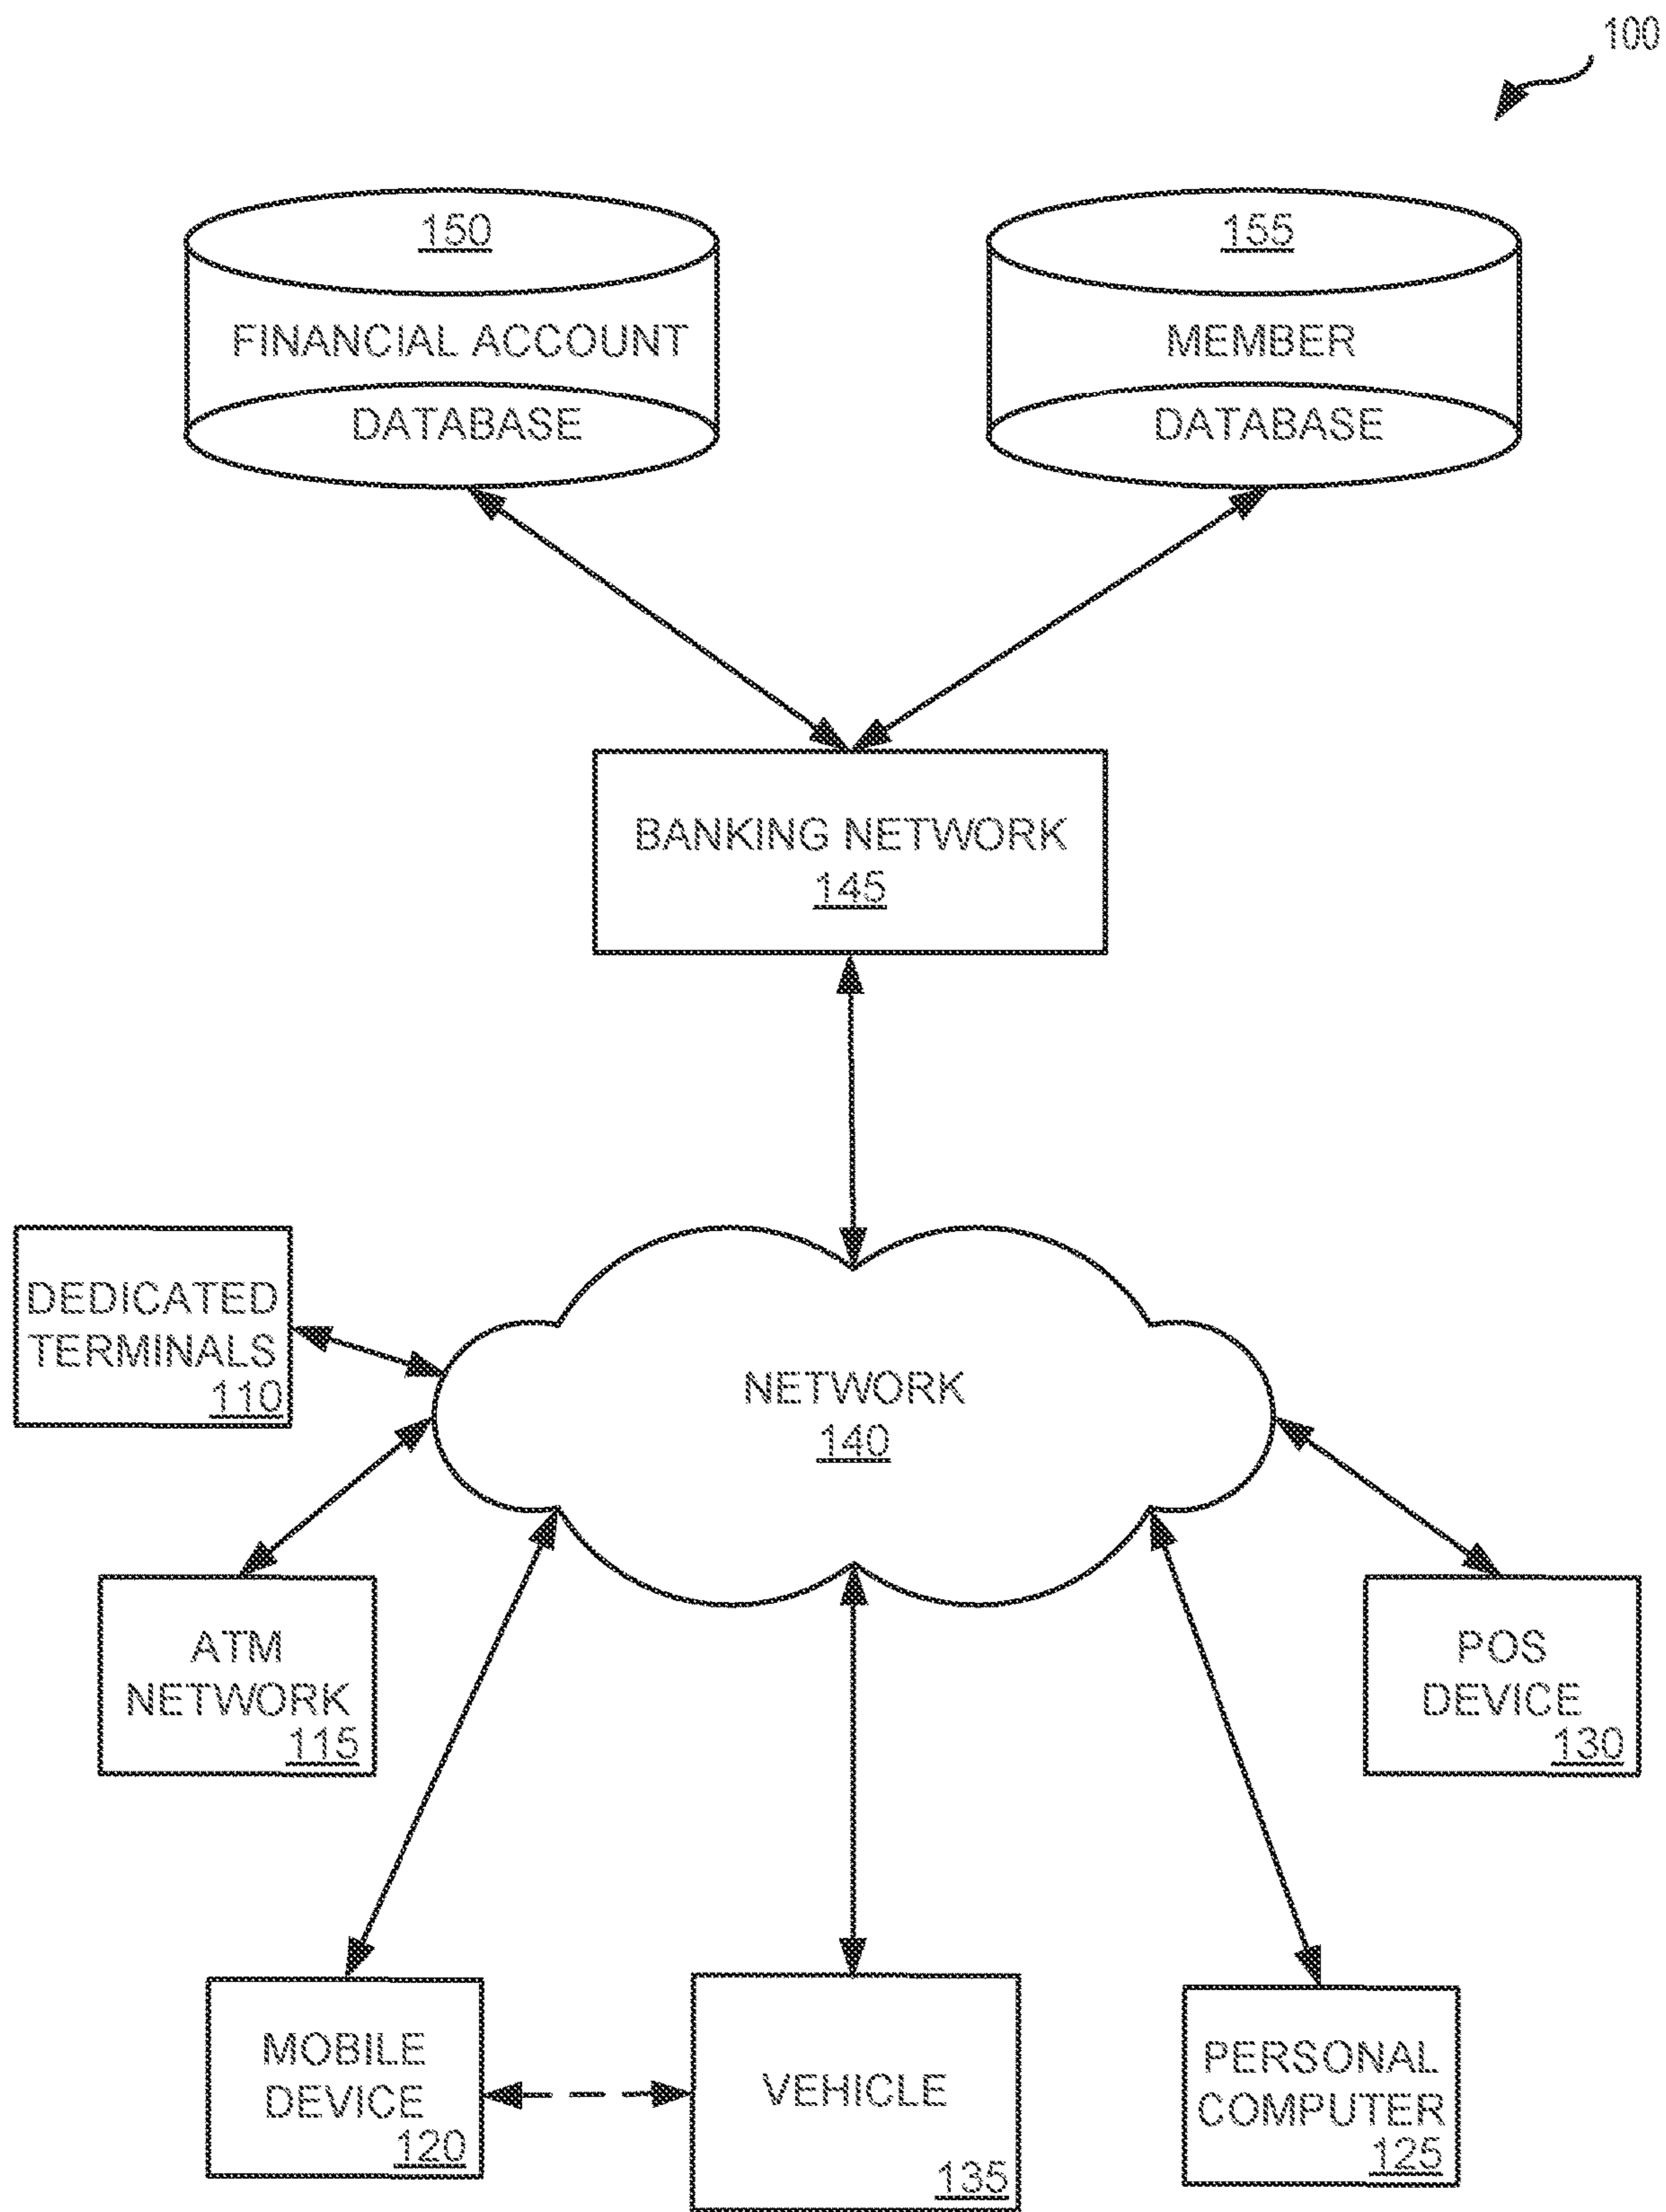 100
150
FINANCIAL ACCOUNT
DATABASE
155
MEMBER
DATABASE
BANKING NETWORK
145
DEDICATED
TERMINALS
110
NETWORK
140
ATM
NETWORK
115
POS
DEVICE
130
MOBILE
DEVICE
120
VEHICLE
135
PERSONAL
COMPUTER
125